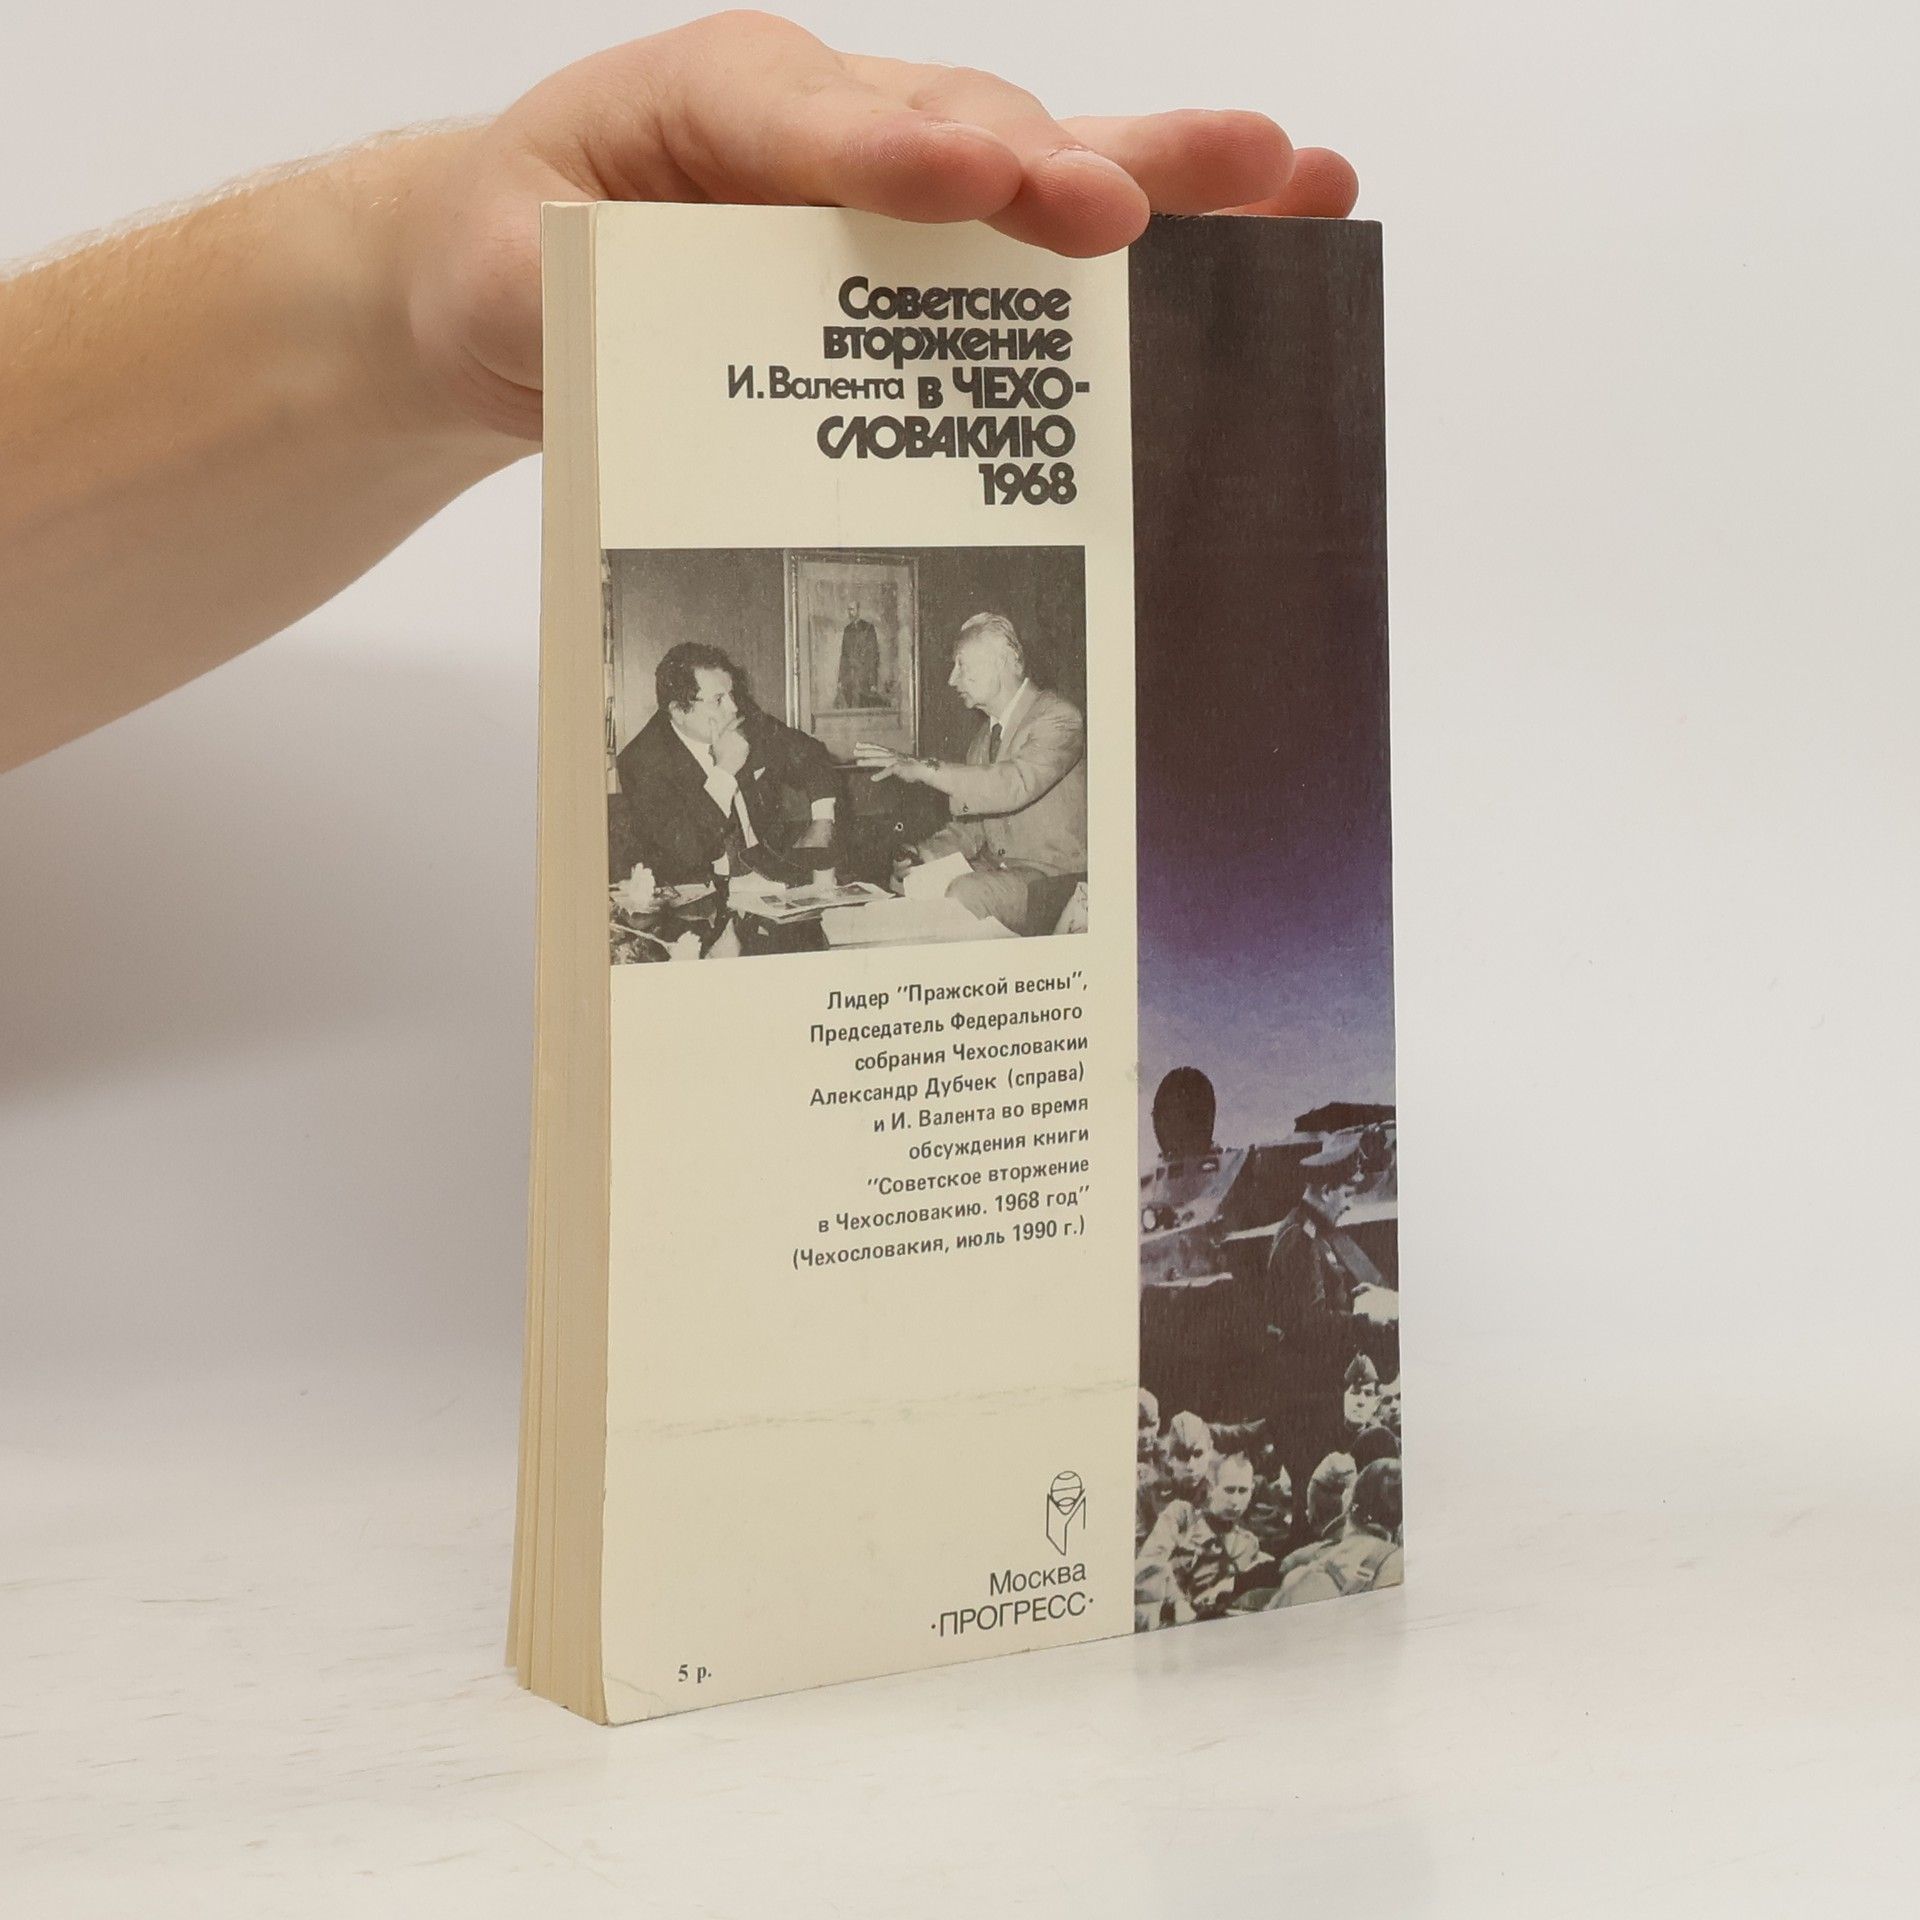 Советское
вторжение
И. Валента в ЧЕХО-
СЛОВАКИЮ
1968
Лидер "Пражской весны",
Председатель Федерального
собрания Чехословакии
Александр Дубчек (справа)
и И. Валента во время
обсуждения книги
"Советское вторжение
в Чехословакию. 1968 год"
(Чехословакия, июль 1990 г.)
Москва
·ПРОГРЕСС·
5 р.